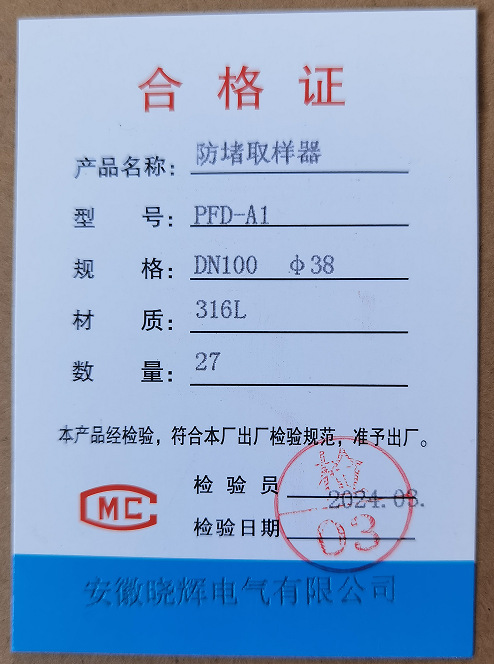 合格证
产品名称：防堵取样器
型号：PFD-A1
规格：DN100 φ38
材质：316L
数量：27
本产品经检验，符合本厂出厂检验规范，准予出厂。
检验员
检 03
MC
检验日期 2024.03.
安徽晓辉电气有限公司